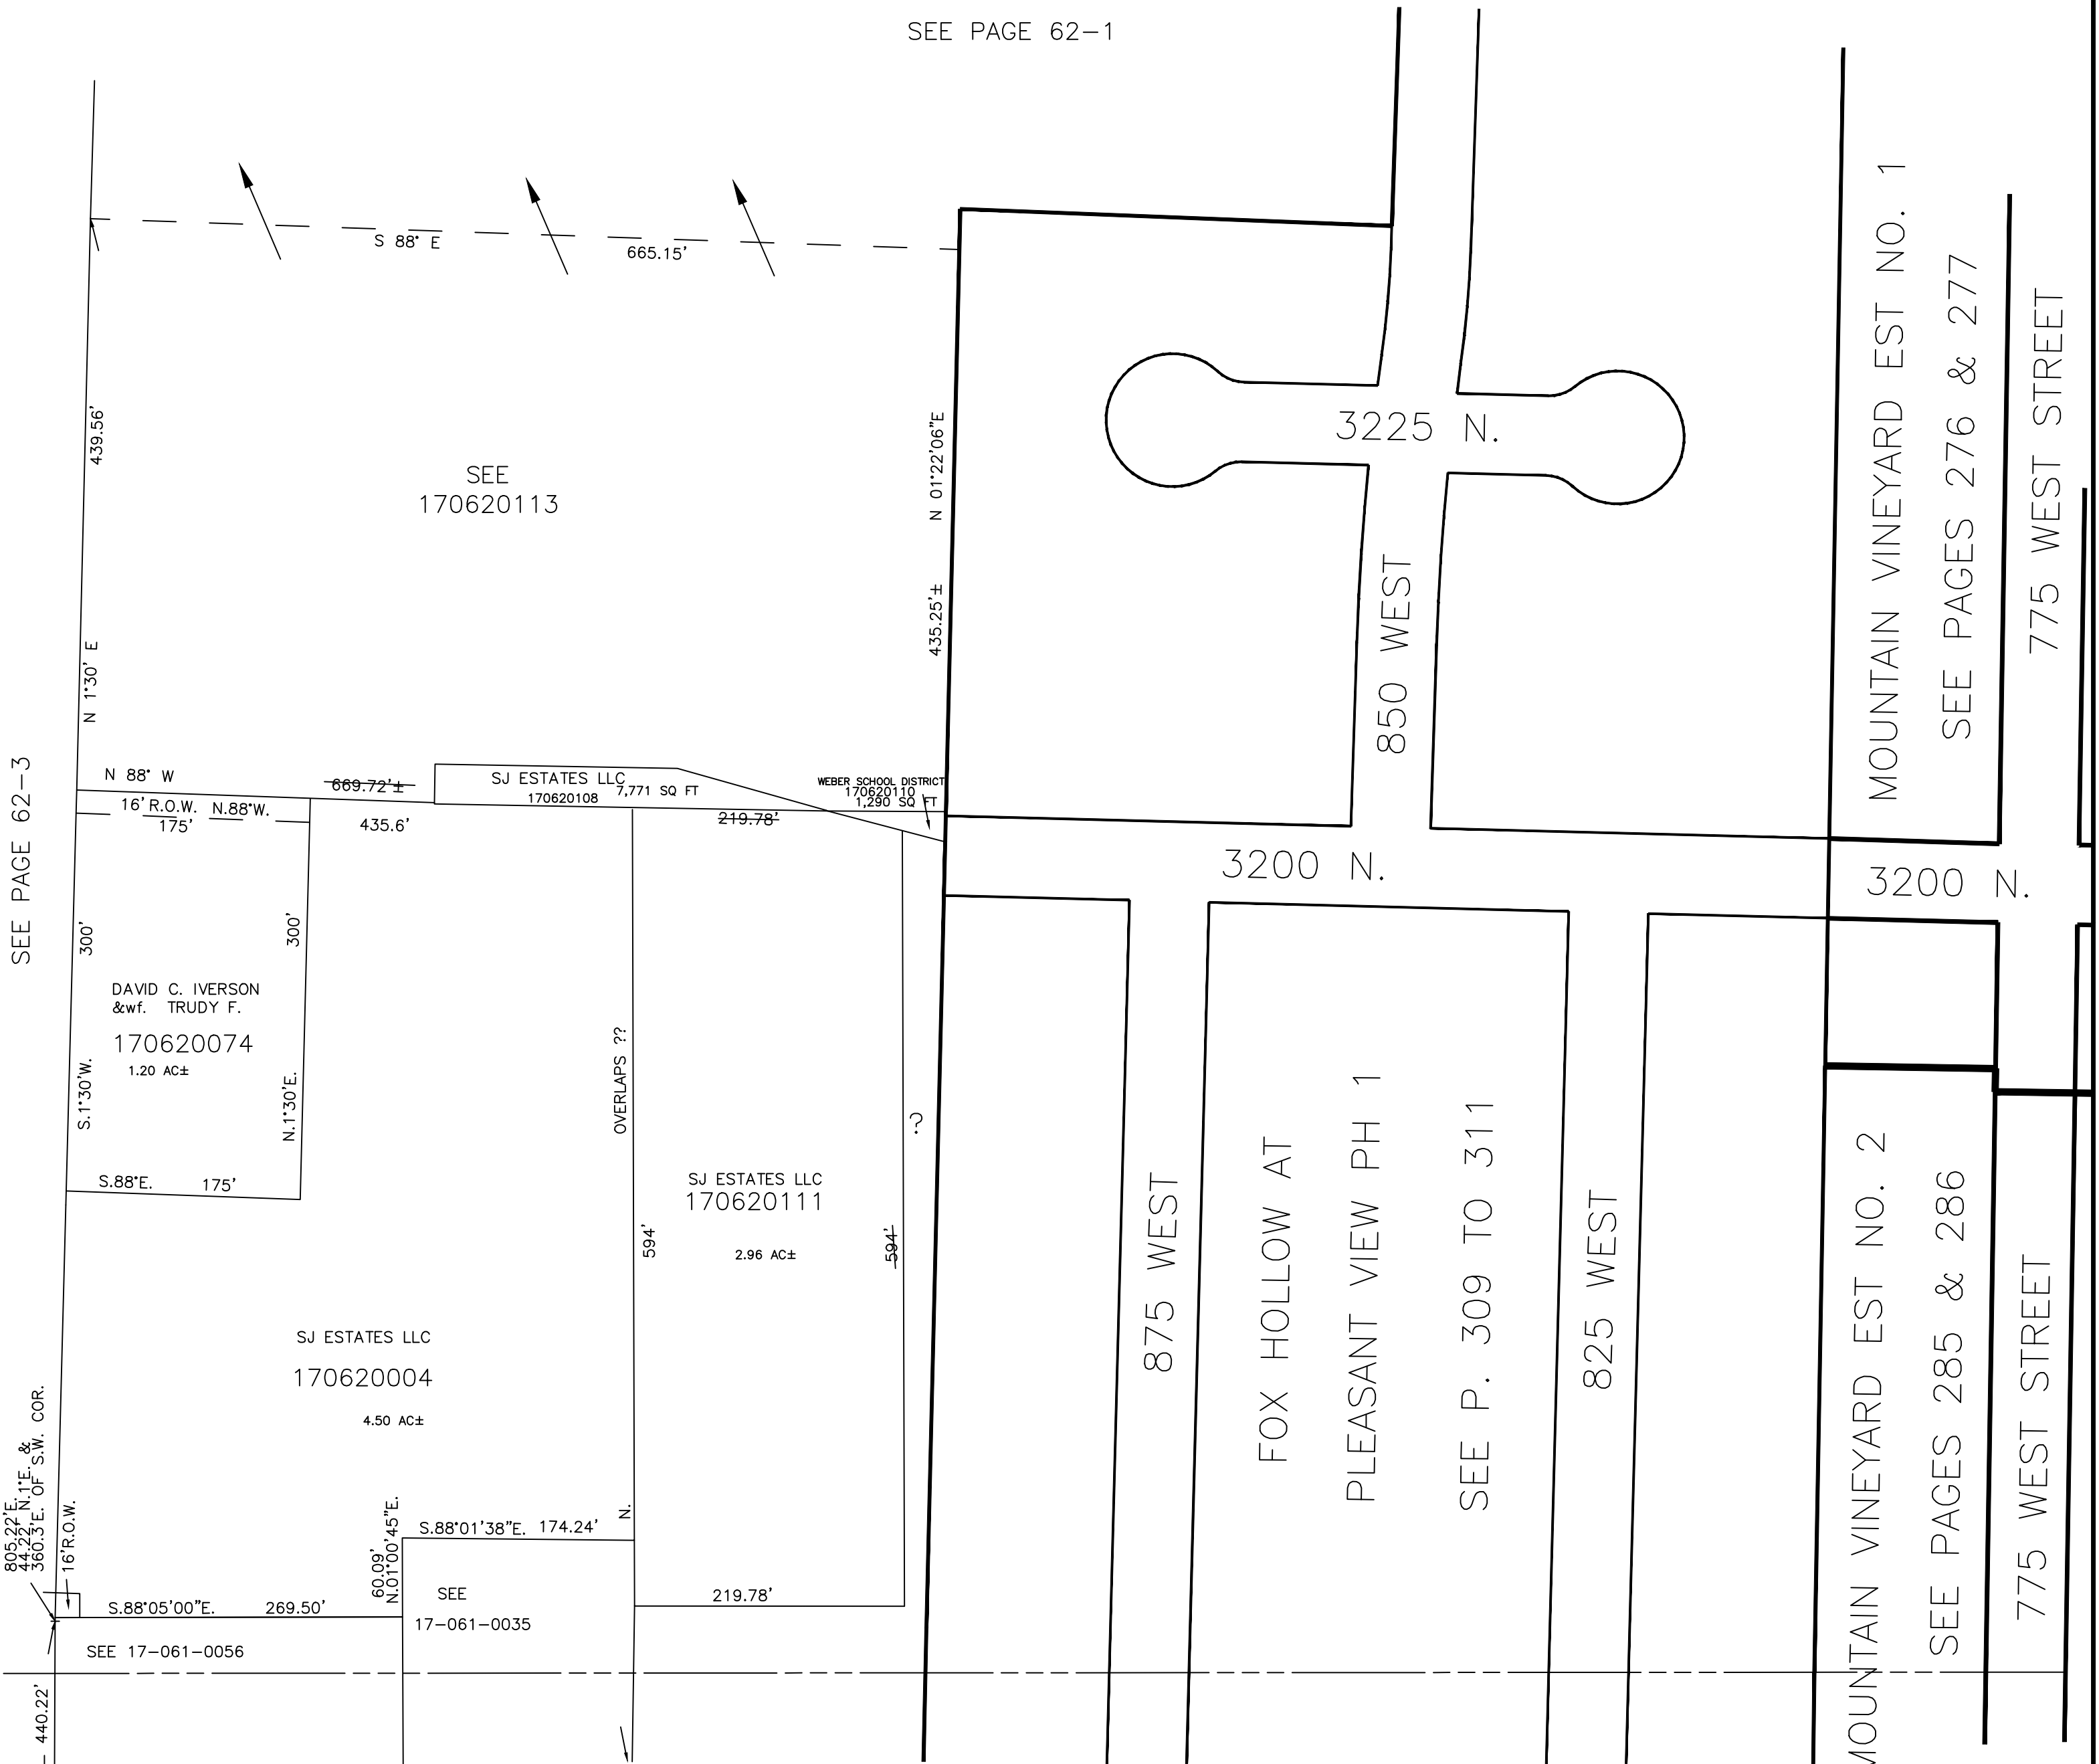 SEE PAGE 62-1
S 88° E
665.15'
439.56'
N 1°30' E
SEE
170620113
N 01°22'06"E
435.25'±
3225 N.
850 WEST
MOUNTAIN VINEYARD EST NO. 1
SEE PAGES 276 & 277
775 WEST STREET
SEE PAGE 62-3
N 88° W
669.72'±
SJ ESTATES LLC
170620108
7,771 SQ FT
WEBER SCHOOL DISTRICT
170620110
1,290 SQ FT
16' R.O.W. N.88°W.
175'
435.6'
219.78'
3200 N.
3200 N.
300'
300'
DAVID C. IVERSON
&wf. TRUDY F.
170620074
1.20 AC±
S.1°30'W.
N.1°30'E.
S.88°E. 175'
OVERLAPS ??
?
SJ ESTATES LLC
170620111
2.96 AC±
594'
594'
SJ ESTATES LLC
170620004
4.50 AC±
875 WEST
FOX HOLLOW AT
PLEASANT VIEW PH 1
SEE P. 309 TO 311
825 WEST
MOUNTAIN VINEYARD EST NO. 2
SEE PAGES 285 & 286
775 WEST STREET
805.22'E.
44.22' N.1°E. &
360.3'E. OF S.W. COR.
16'R.O.W.
60.09'
N.01°00'45"E.
S.88°01'38"E. 174.24'
N.
S.88°05'00"E. 269.50'
SEE
17-061-0035
219.78'
SEE 17-061-0056
440.22'